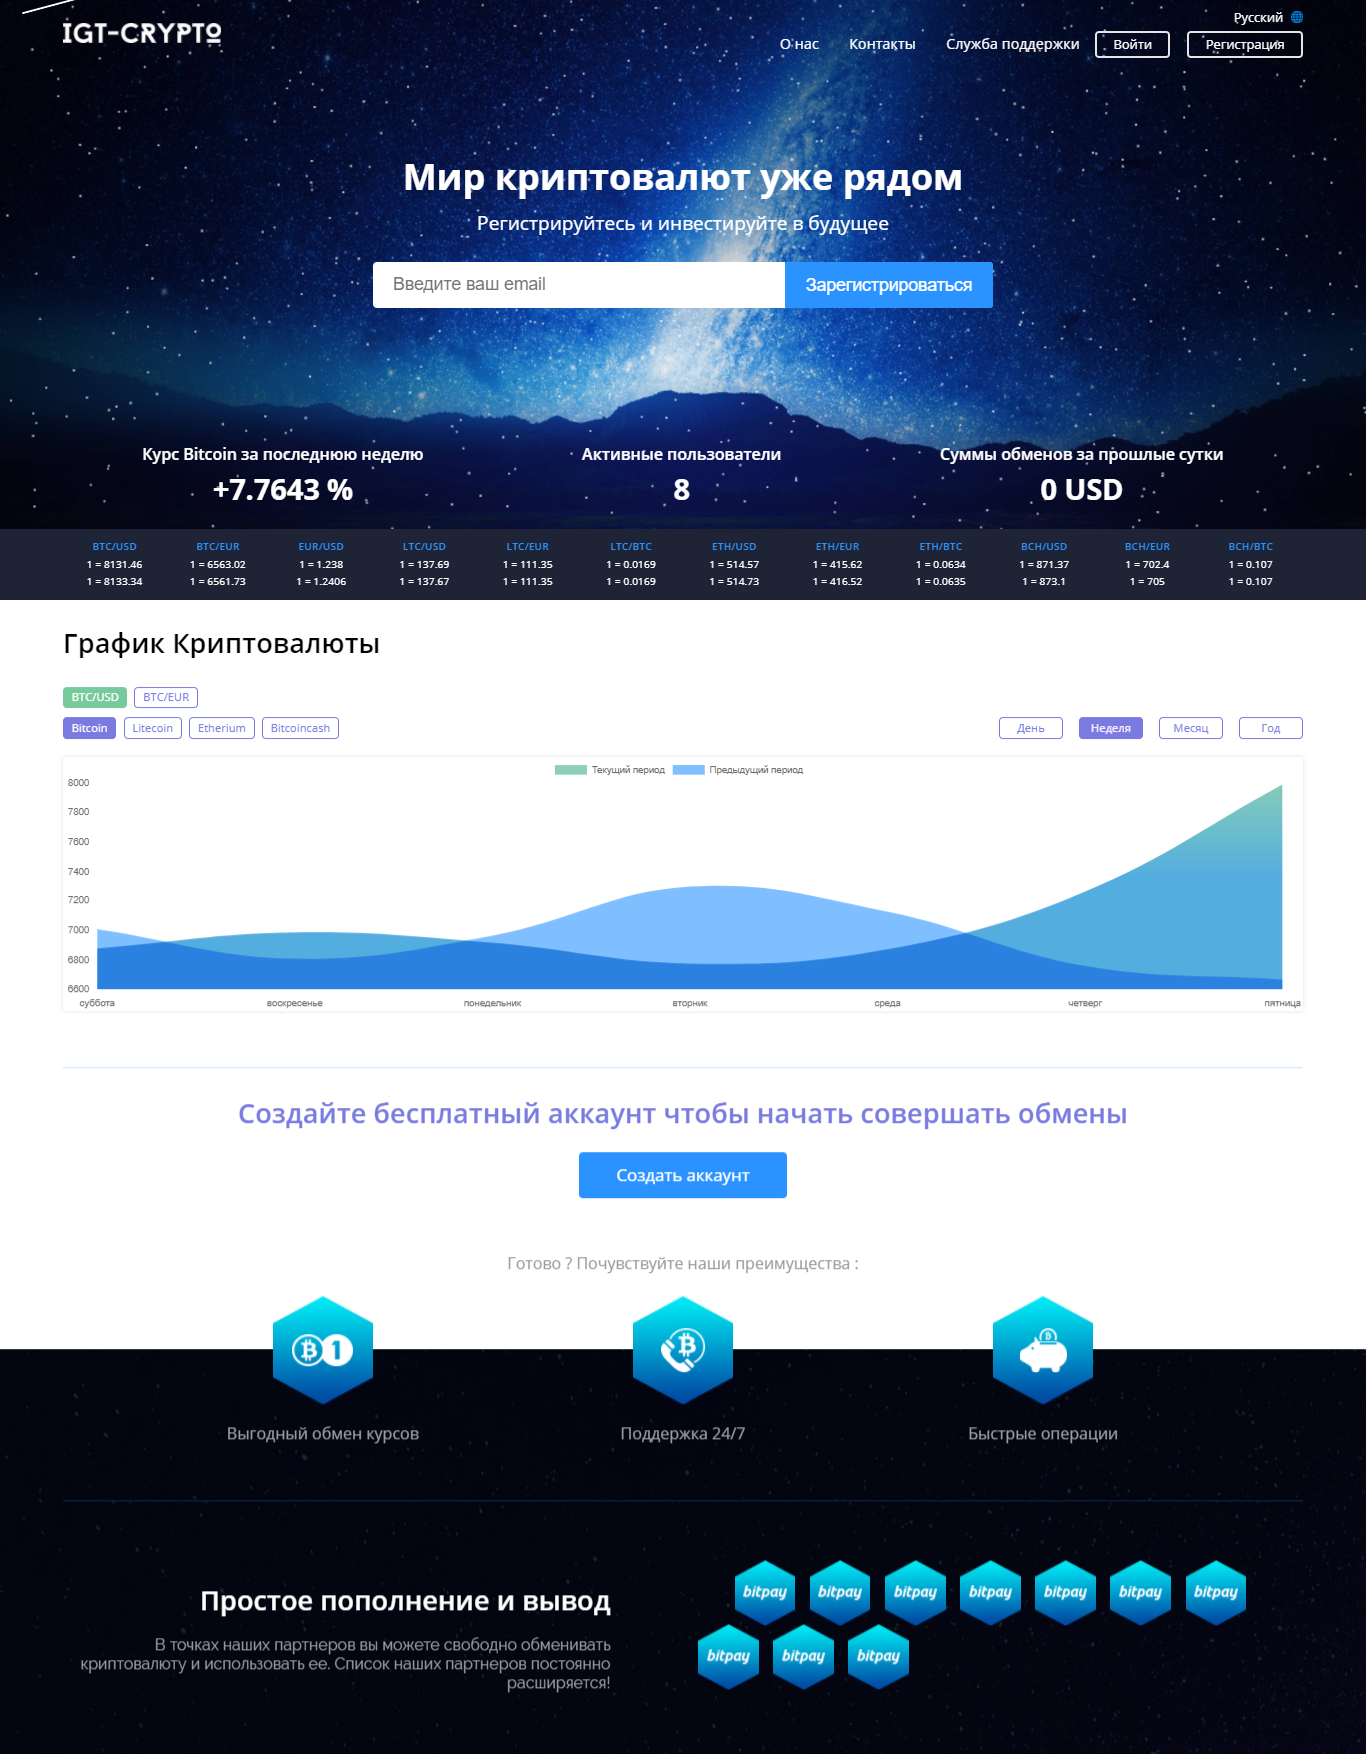 Русский
IGT-CRYPTO
О нас Контакты Служба поддержки Войти Регистрация
Мир криптовалют уже рядом
Регистрируйтесь и инвестируйте в будущее
Введите ваш email Зарегистрироваться
Курс Bitcoin за последнюю неделю Активные пользователи Суммы обменов за прошлые сутки
+7.7643 % 8 0 USD
BTC/USD BTC/EUR EUR/USD LTC/USD LTC/EUR LTC/BTC ETH/USD ETH/EUR ETH/BTC BCH/USD BCH/EUR BCH/BTC
1 = 8131.46 1 = 6563.02 1 = 1.238 1 = 137.69 1 = 111.35 1 = 0.0169 1 = 514.57 1 = 415.62 1 = 0.0634 1 = 871.37 1 = 702.4 1 = 0.107
1 = 8133.34 1 = 6561.73 1 = 1.2406 1 = 137.67 1 = 111.35 1 = 0.0169 1 = 514.73 1 = 416.52 1 = 0.0635 1 = 873.1 1 = 705 1 = 0.107
График Криптовалюты
BTC/USD BTC/EUR
Bitcoin Litecoin Etherium Bitcoincash День Неделя Месяц Год
Текущий период Предыдущий период
8000
7800
7600
7400
7200
7000
6800
6600
суббота воскресенье понедельник вторник среда четверг пятница
Создайте бесплатный аккаунт чтобы начать совершать обмены
Создать аккаунт
Готово ? Почувствуйте наши преимущества :
1
Выгодный обмен курсов Поддержка 24/7 Быстрые операции
Простое пополнение и вывод
В точках наших партнеров вы можете свободно обменивать
криптовалюту и использовать ее. Список наших партнеров постоянно
расширяется!
bitpay bitpay bitpay bitpay bitpay bitpay bitpay
bitpay bitpay bitpay